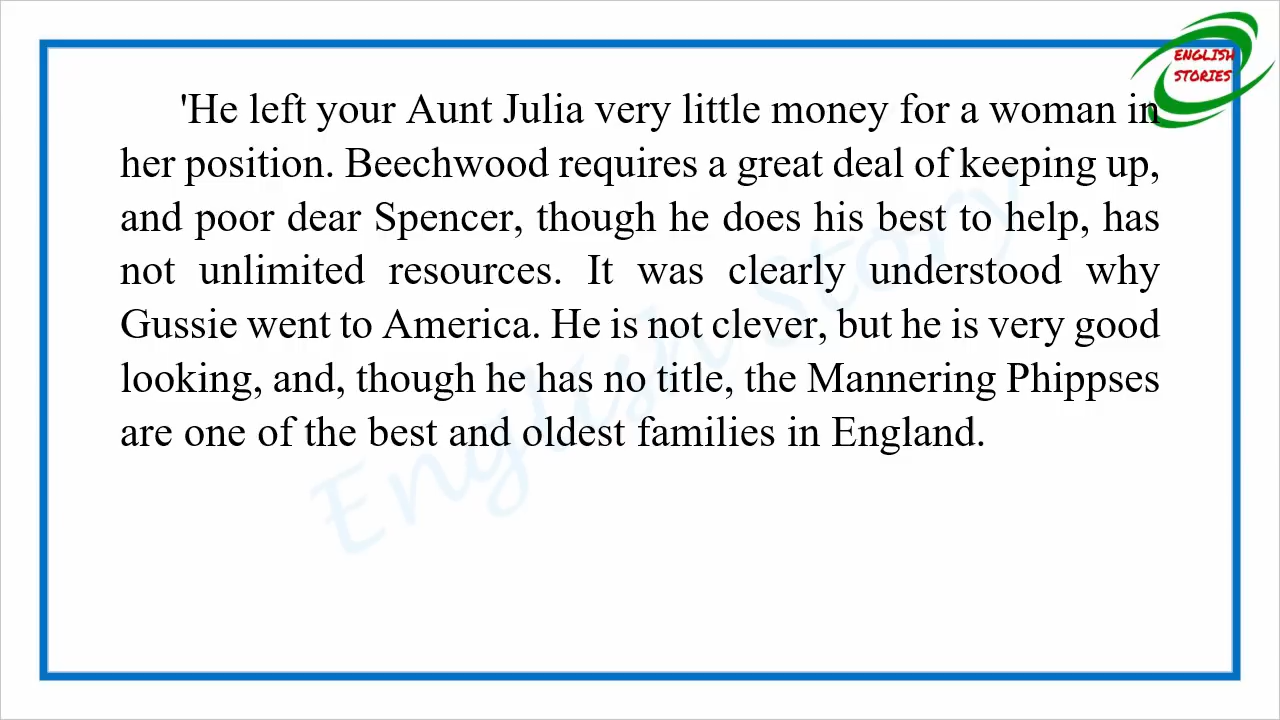 ENGLISH
STORIES
'He left your Aunt Julia very little money for a woman in
her position. Beechwood requires a great deal of keeping up,
and poor dear Spencer, though he does his best to help, has
not unlimited resources. It was clearly understood why
Gussie went to America. He is not clever, but he is very good
looking, and, though he has no title, the Mannering Phippses
are one of the best and oldest families in England.
English Story